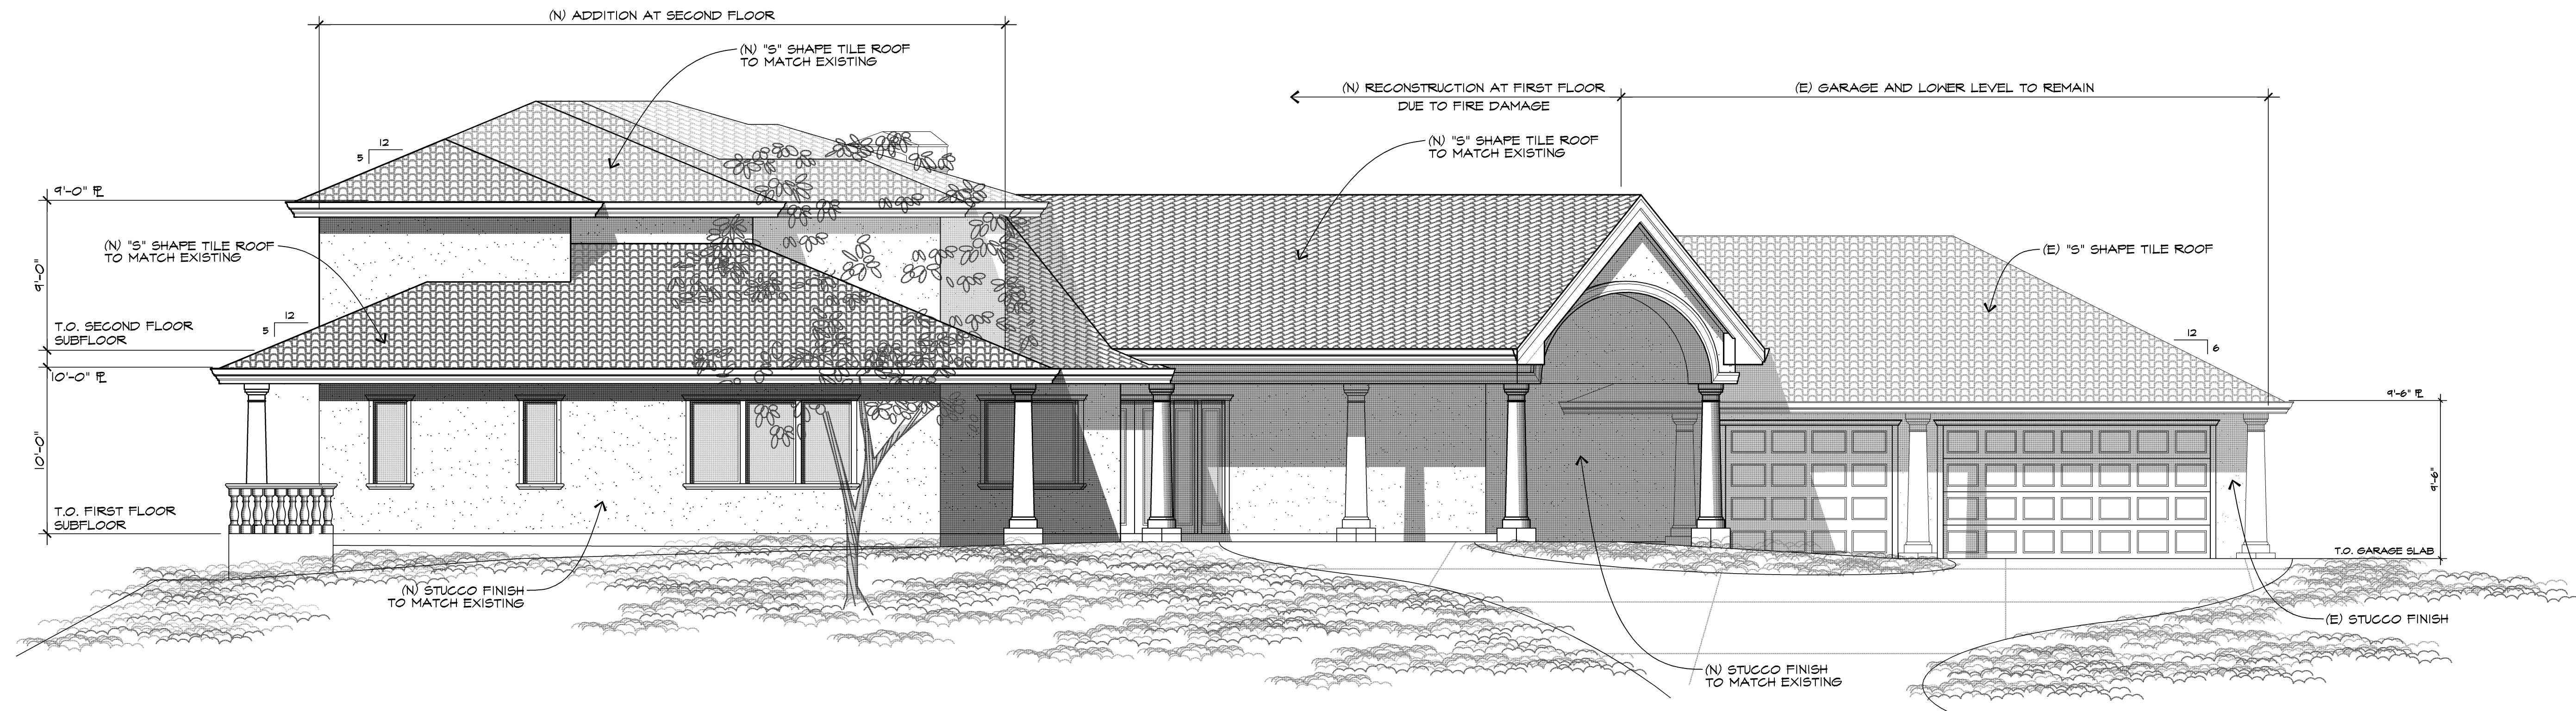 (N) ADDITION AT SECOND FLOOR
(N) "S" SHAPE TILE ROOF
TO MATCH EXISTING
(N) RECONSTRUCTION AT FIRST FLOOR
DUE TO FIRE DAMAGE
(E) GARAGE AND LOWER LEVEL TO REMAIN
(N) "S" SHAPE TILE ROOF
TO MATCH EXISTING
12
5
9'-0" PL
(N) "S" SHAPE TILE ROOF
TO MATCH EXISTING
(E) "S" SHAPE TILE ROOF
9'-0"
12
5
T.O. SECOND FLOOR
SUBFLOOR
12
6
10'-0" PL
9'-6" PL
10'-0"
9'-6"
T.O. FIRST FLOOR
SUBFLOOR
T.O. GARAGE SLAB
(N) STUCCO FINISH
TO MATCH EXISTING
(E) STUCCO FINISH
(N) STUCCO FINISH
TO MATCH EXISTING